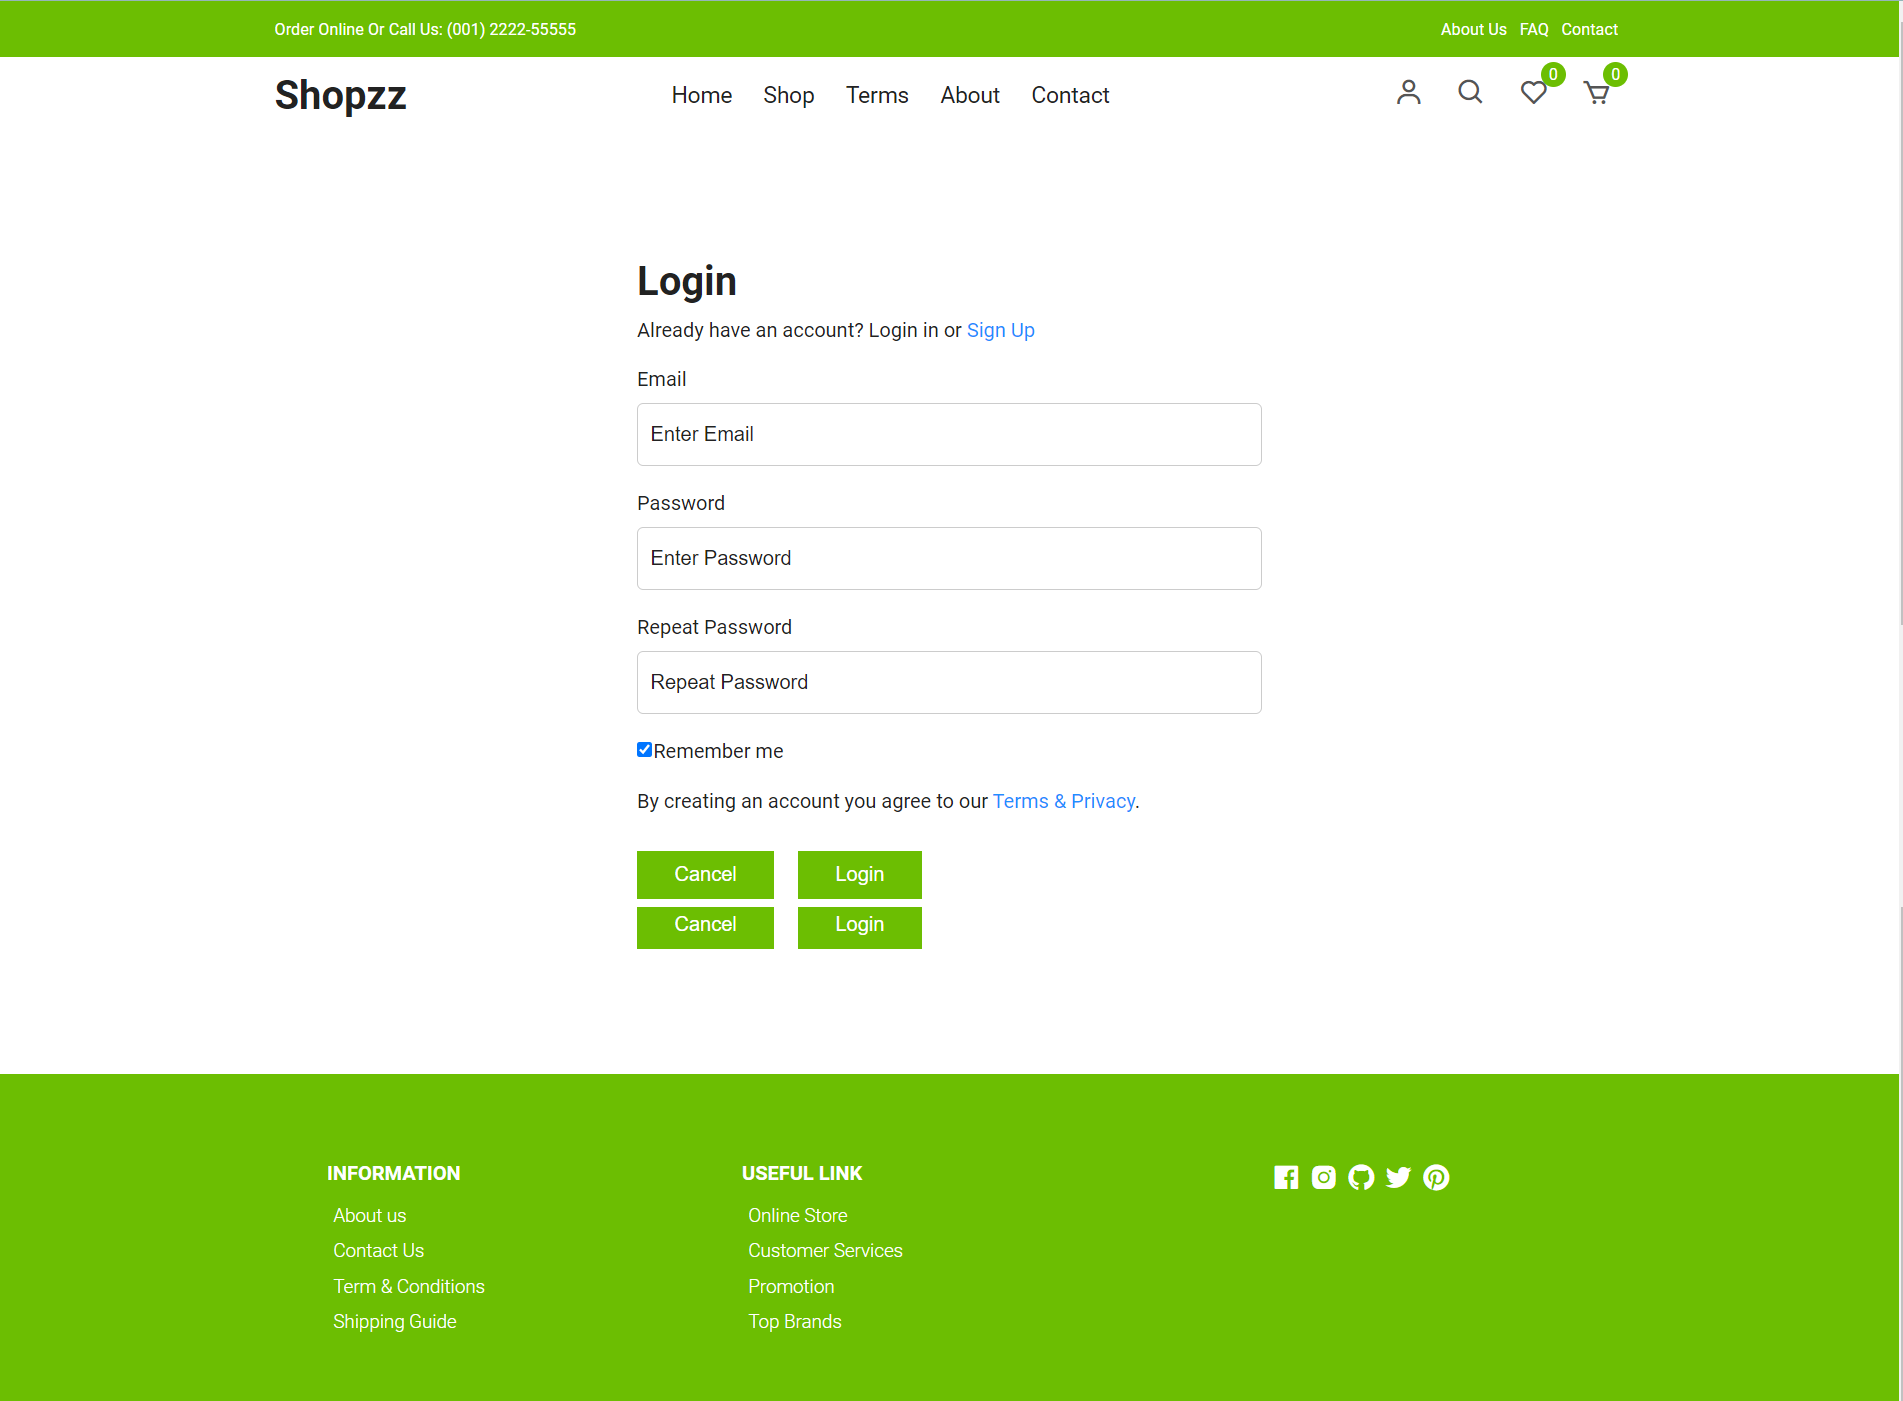 Order Online Or Call Us: (001) 2222-55555
About Us FAQ Contact
Shopzz
Home Shop Terms About Contact
0 0
Login
Already have an account? Login in or Sign Up
Email
Enter Email
Password
Enter Password
Repeat Password
Repeat Password
Remember me
By creating an account you agree to our Terms & Privacy.
Cancel Login
Cancel Login
INFORMATION
About us
Contact Us
Term & Conditions
Shipping Guide
USEFUL LINK
Online Store
Customer Services
Promotion
Top Brands